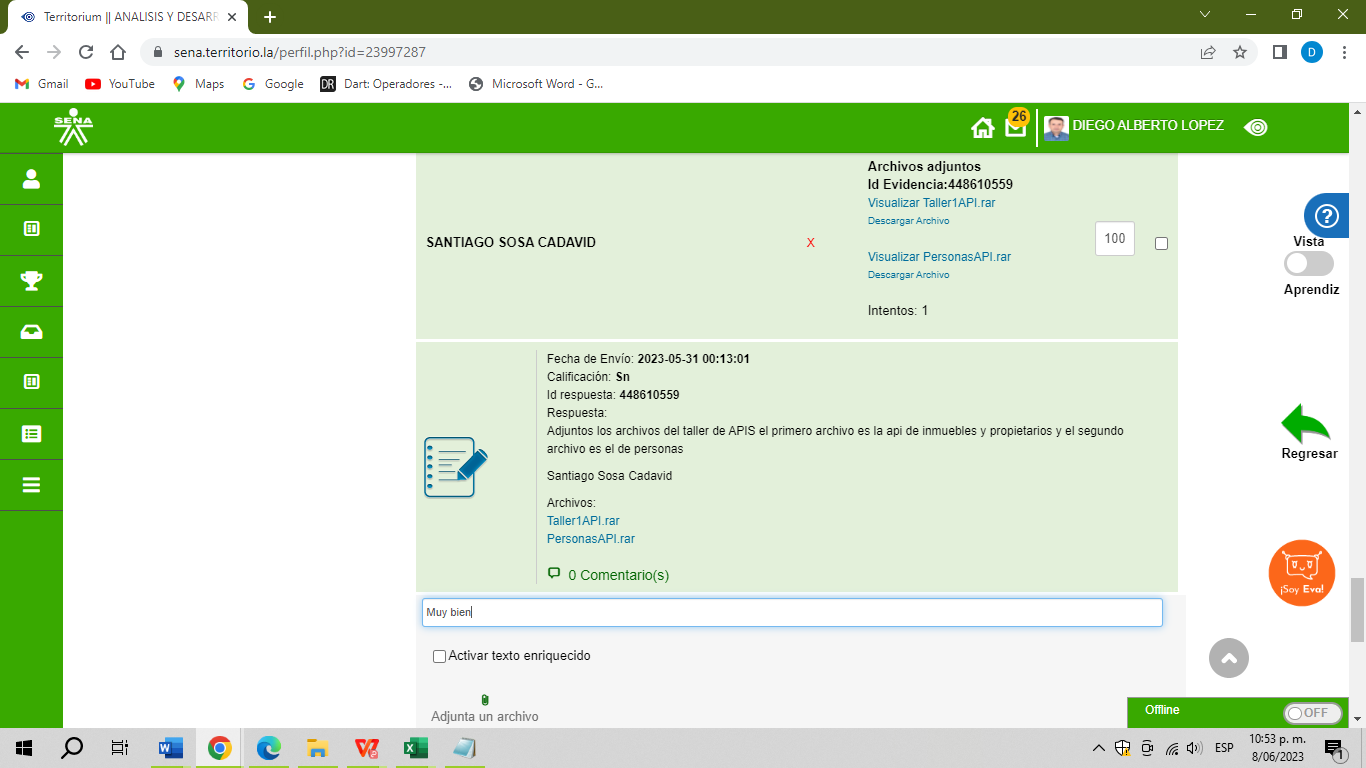 Territorium || ANALISIS Y DESARR
sena.territorio.la/perfil.php?id=23997287
D
Gmail
YouTube
Maps
Google
DR
Dart: Operadores -...
Microsoft Word - G...
SENA
26
DIEGO ALBERTO LOPEZ
Archivos adjuntos
Id Evidencia:448610559
Visualizar Taller1API.rar
Descargar Archivo
SANTIAGO SOSA CADAVID
X
100
Visualizar PersonasAPI.rar
Descargar Archivo
Intentos: 1
?
Vista
Aprendiz
Fecha de Envío: 2023-05-31 00:13:01
Calificación: Sn
Id respuesta: 448610559
Respuesta:
Adjuntos los archivos del taller de APIS el primero archivo es la api de inmuebles y propietarios y el segundo
archivo es el de personas
Santiago Sosa Cadavid
Archivos:
Taller1API.rar
PersonasAPI.rar
0 Comentario(s)
Regresar
¡Soy Eva!
Muy bien
Activar texto enriquecido
Adjunta un archivo
Offline
OFF
ESP
10:53 p. m.
8/06/2023
1